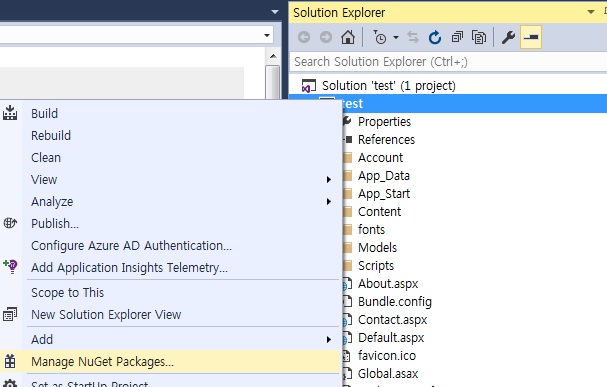 Solution Explorer
Search Solution Explorer (Ctrl+;)
Solution 'test' (1 project)
test
Properties
References
Account
App_Data
App_Start
Content
fonts
Models
Scripts
About.aspx
Bundle.config
Contact.aspx
Default.aspx
favicon.ico
Global.asax
Build
Rebuild
Clean
View
Analyze
Publish...
Configure Azure AD Authentication...
Add Application Insights Telemetry...
Scope to This
New Solution Explorer View
Add
Manage NuGet Packages...
Set as StartUp Project